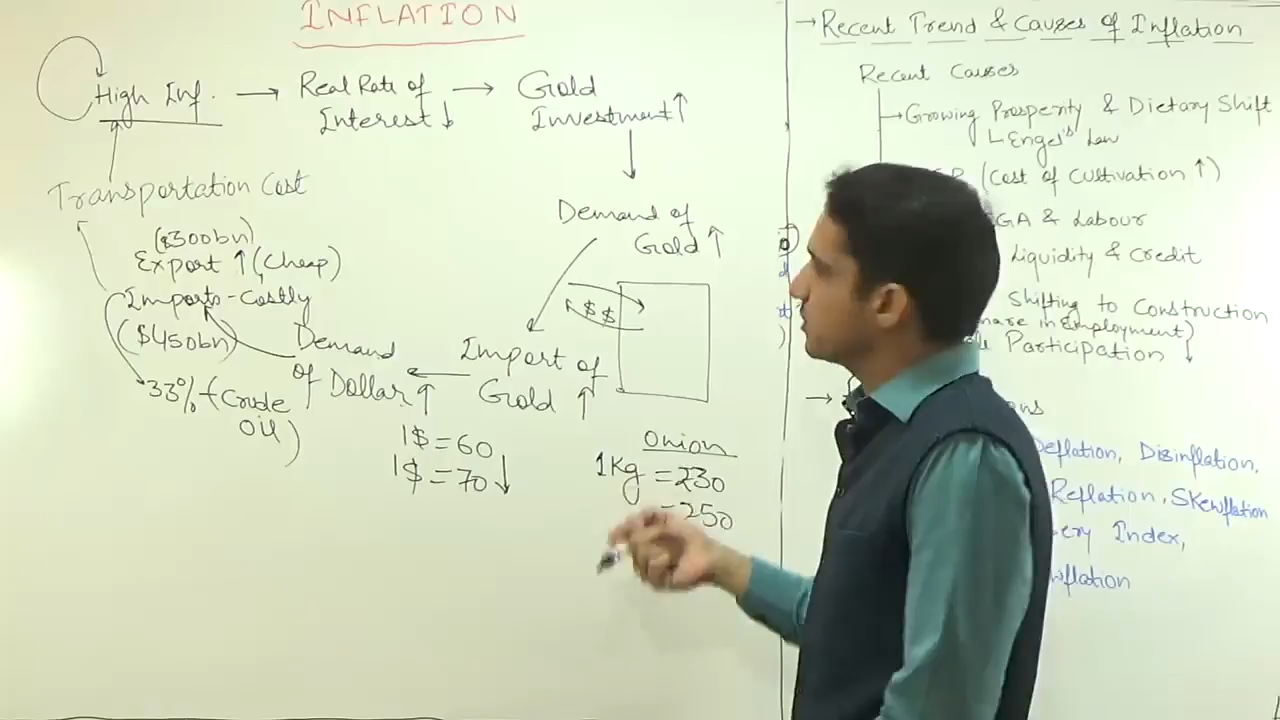 INFLATION
High Inf. → Real Rate of Interest ↓ → Gold Investment ↑
Demand of
Gold ↑
Transportation Cost
($300bn)
Export ↑ (Cheap)
Imports - Costly
($450bn)
33% + (Crude
Oil)
$ $
Import of
Gold ↑
Demand
of Dollar ↑
1$ = 60
1$ = 70 ↓
Onion
1Kg = 230
= 250
→ Recent Trend & Causes of Inflation
Recent Causes
→ Growing Prosperity & Dietary Shift
Engel's Law
(Cost of Cultivation ↑)
GA & Labour
Liquidity & Credit
Shifting to Construction
in Employment)
Participation ↓
Deflation, Disinflation,
Reflation, Skewflation
Index,